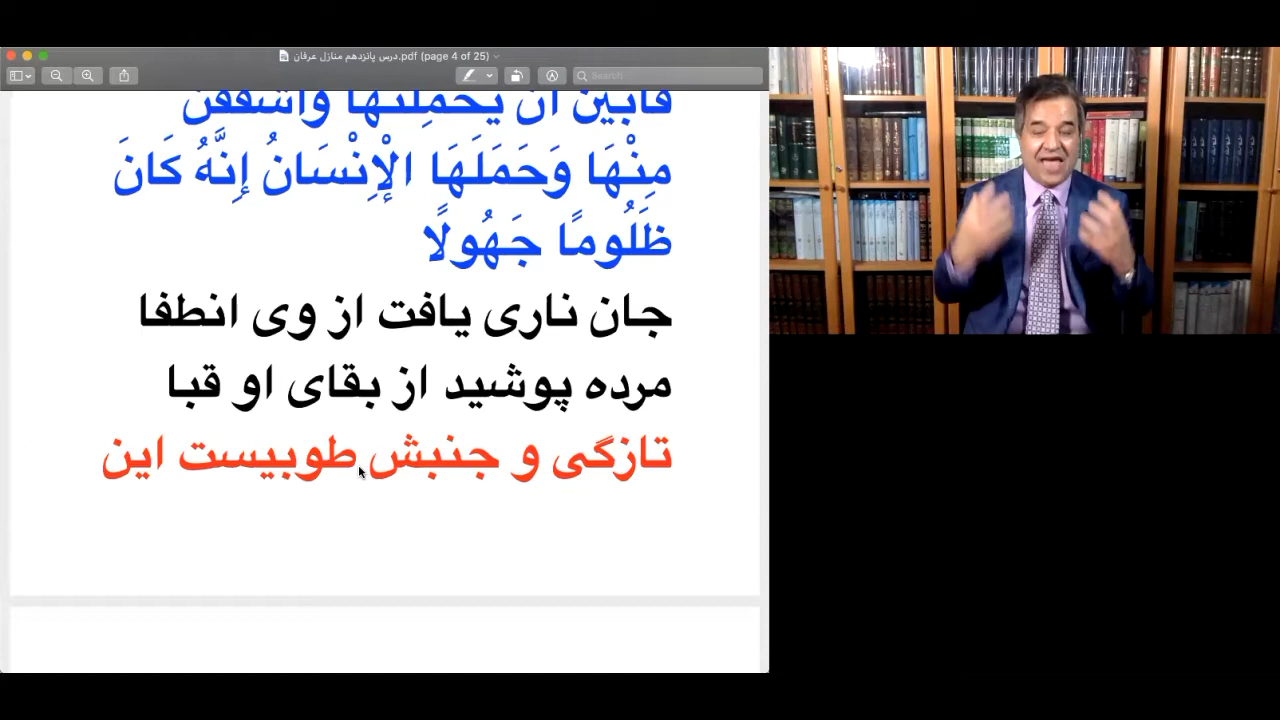 درس پانزدهم منازل عرفان.pdf (page 4 of 25)
Search
فَأَبَيْنَ أَنْ يَحْمِلْنَهَا وَأَشْفَقْنَ
مِنْهَا وَحَمَلَهَا الْإِنْسَانُ إِنَّهُ كَانَ
ظَلُومًا جَهُولًا
جان ناری یافت از وی انطفا
مرده پوشید از بقای او قبا
تازگی و جنبش طوبیست این